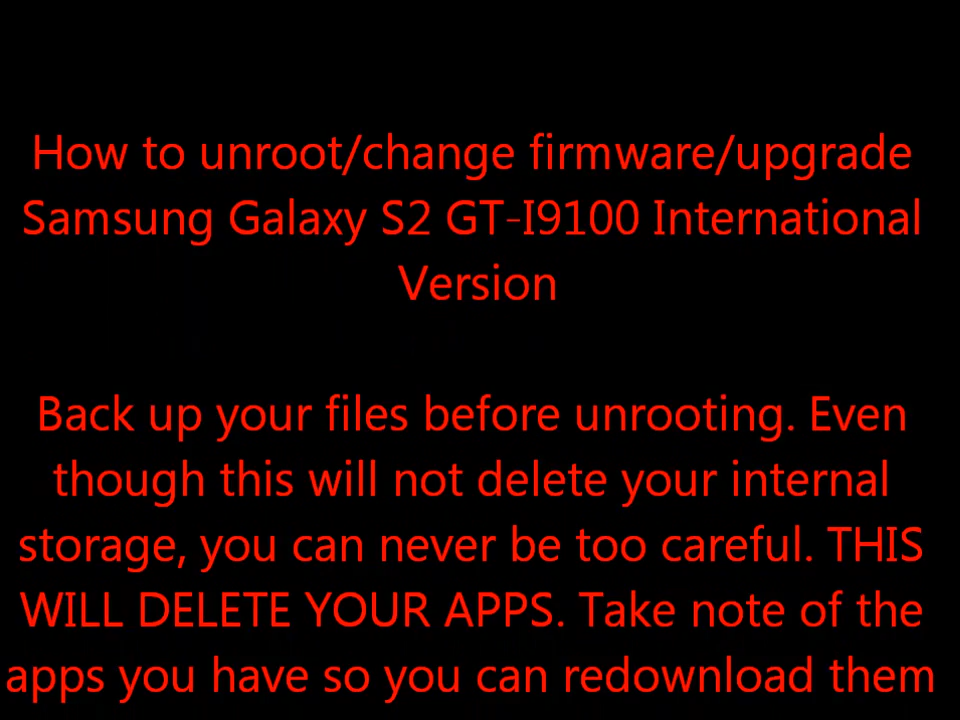 How to unroot/change firmware/upgrade
Samsung Galaxy S2 GT-I9100 International
Version
Back up your files before unrooting. Even
though this will not delete your internal
storage, you can never be too careful. THIS
WILL DELETE YOUR APPS. Take note of the
apps you have so you can redownload them